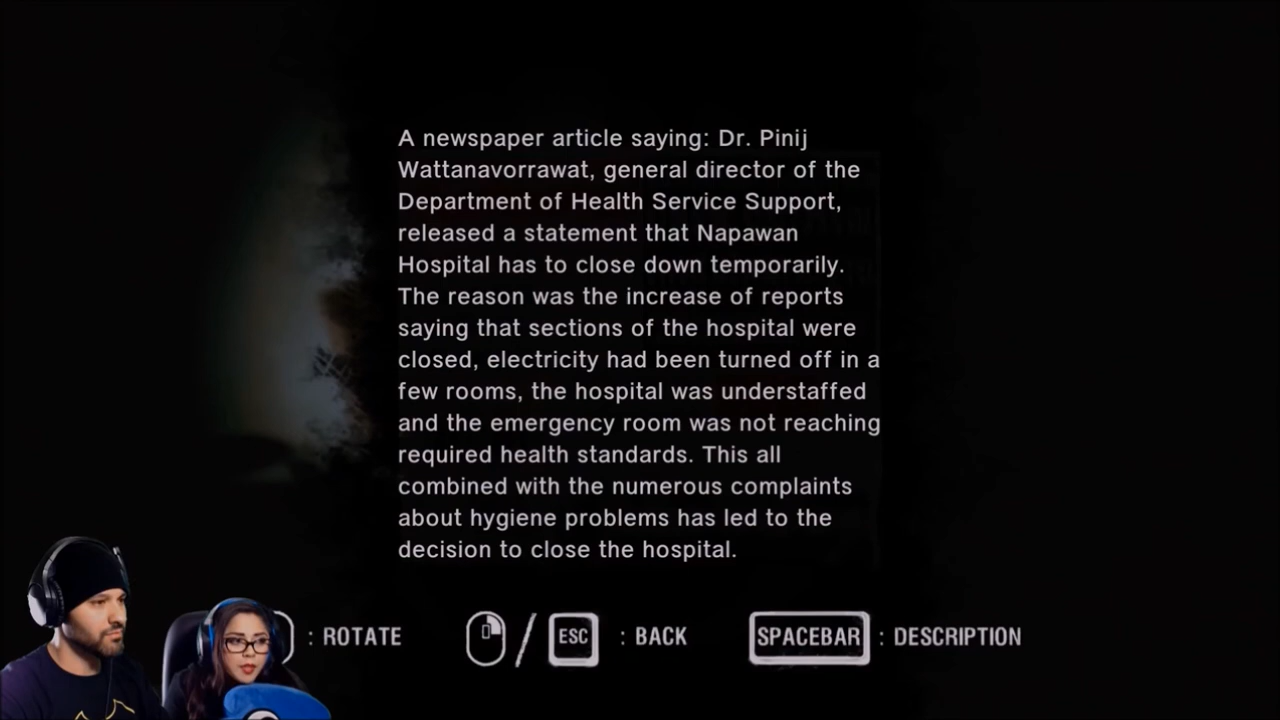 A newspaper article saying: Dr. Pinij
Wattanavorrawat, general director of the
Department of Health Service Support,
released a statement that Napawan
Hospital has to close down temporarily.
The reason was the increase of reports
saying that sections of the hospital were
closed, electricity had been turned off in a
few rooms, the hospital was understaffed
and the emergency room was not reaching
required health standards. This all
combined with the numerous complaints
about hygiene problems has led to the
decision to close the hospital.
: ROTATE
/ ESC : BACK
SPACEBAR : DESCRIPTION